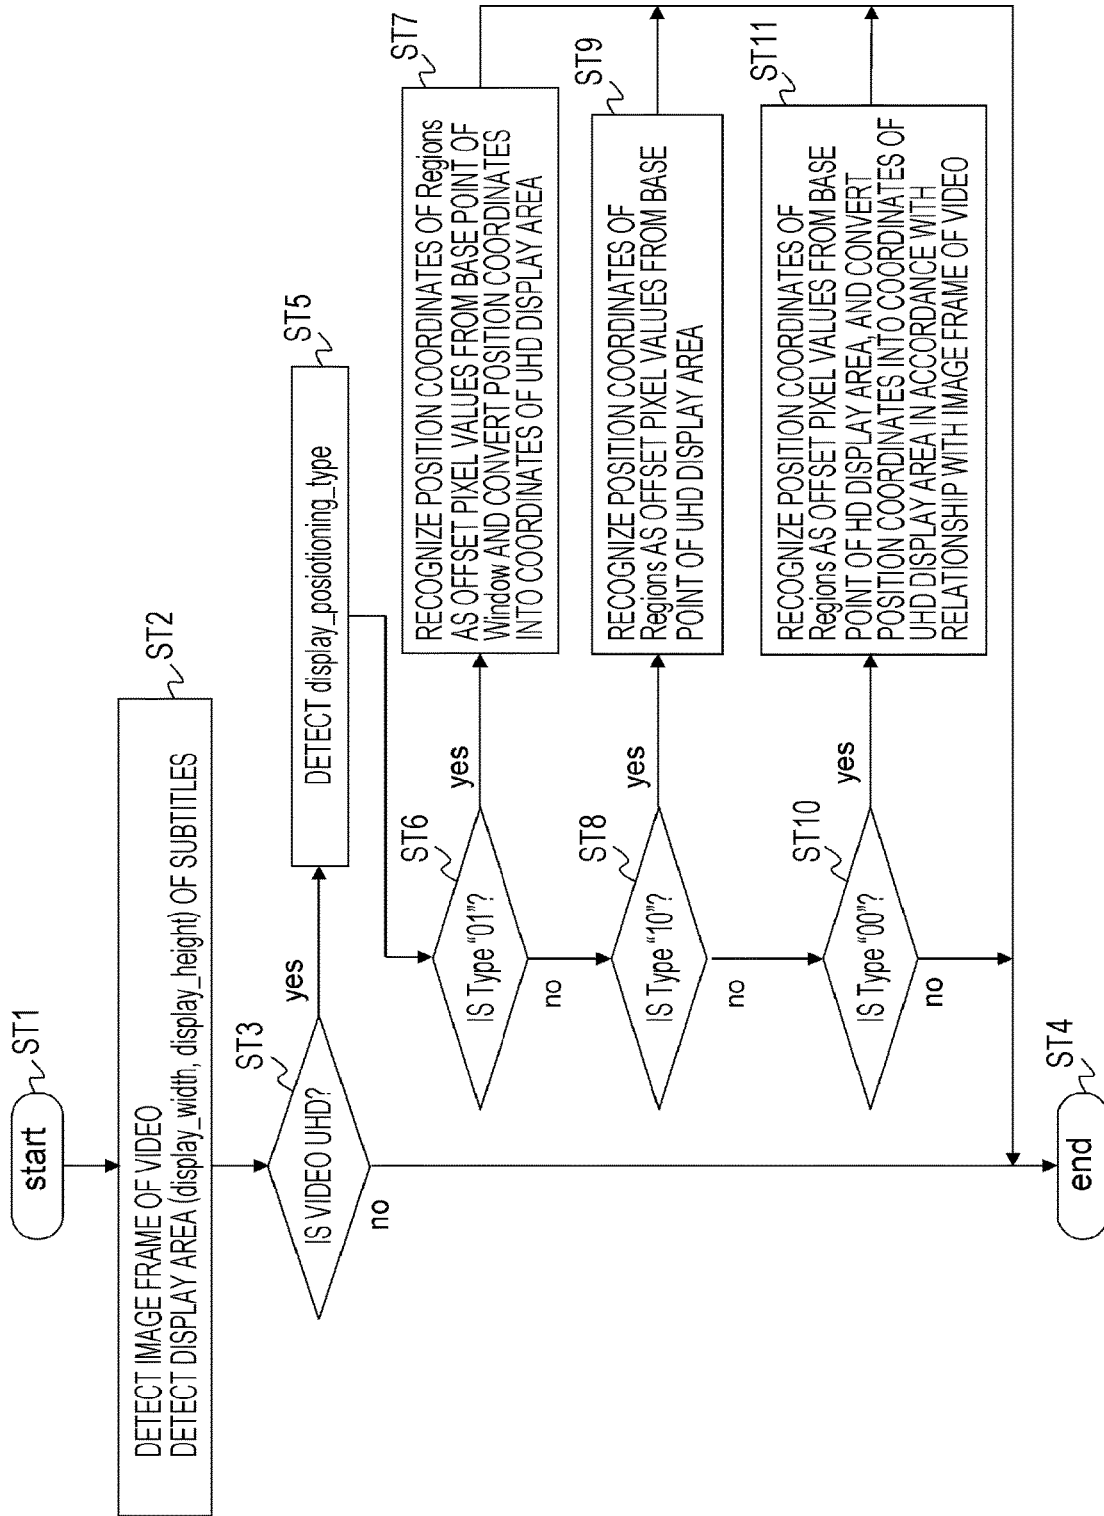 start
ST1
DETECT IMAGE FRAME OF VIDEO
DETECT DISPLAY AREA (display_width, display_height) OF SUBTITLES
ST2
IS VIDEO UHD?
ST3
yes
no
DETECT display_posiotioning_type
ST5
IS Type "01"?
ST6
yes
no
RECOGNIZE POSITION COORDINATES OF Regions
AS OFFSET PIXEL VALUES FROM BASE POINT OF
Window AND CONVERT POSITION COORDINATES
INTO COORDINATES OF UHD DISPLAY AREA
ST7
IS Type "10"?
ST8
yes
no
RECOGNIZE POSITION COORDINATES OF
Regions AS OFFSET PIXEL VALUES FROM BASE
POINT OF UHD DISPLAY AREA
ST9
IS Type "00"?
ST10
yes
no
RECOGNIZE POSITION COORDINATES OF
Regions AS OFFSET PIXEL VALUES FROM BASE
POINT OF HD DISPLAY AREA, AND CONVERT
POSITION COORDINATES INTO COORDINATES OF
UHD DISPLAY AREA IN ACCORDANCE WITH
RELATIONSHIP WITH IMAGE FRAME OF VIDEO
ST11
end
ST4